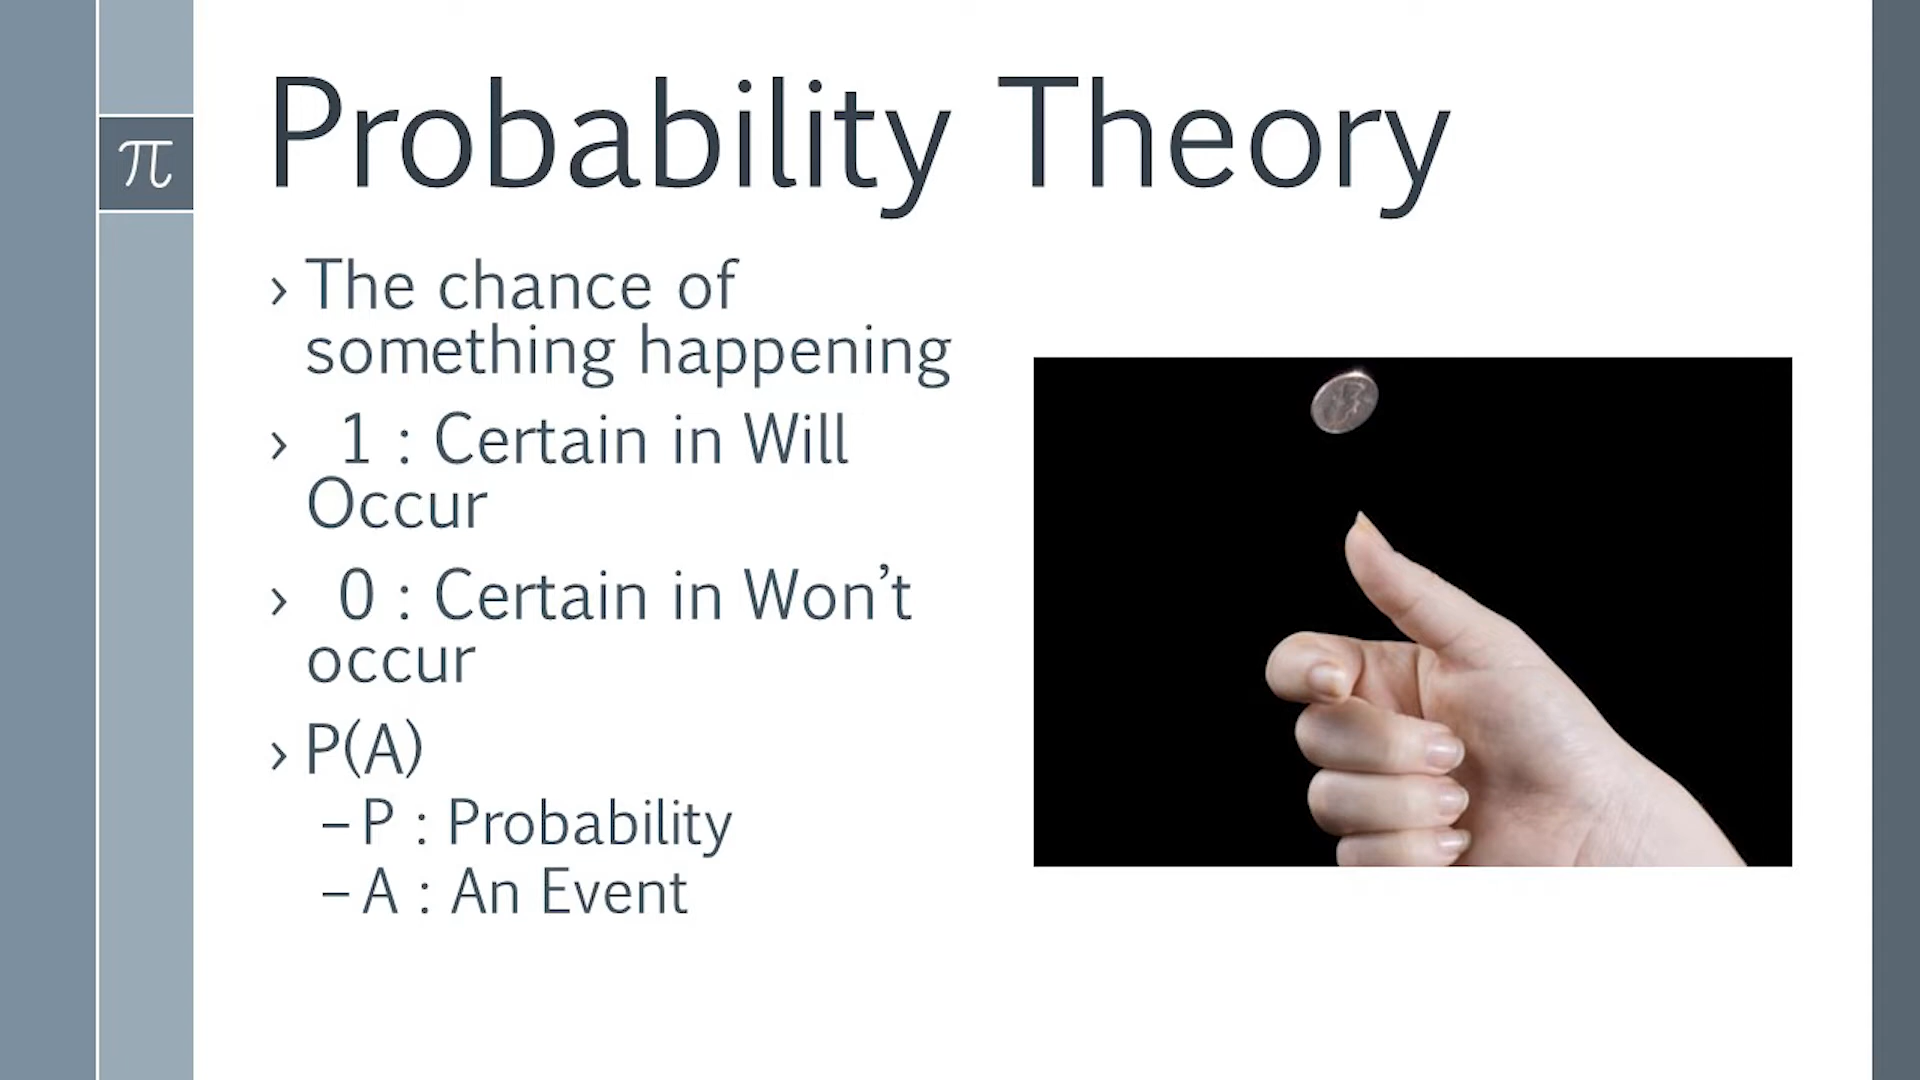 π
Probability Theory
› The chance of
something happening
› 1 : Certain in Will
Occur
› 0 : Certain in Won’t
occur
› P(A)
– P : Probability
– A : An Event